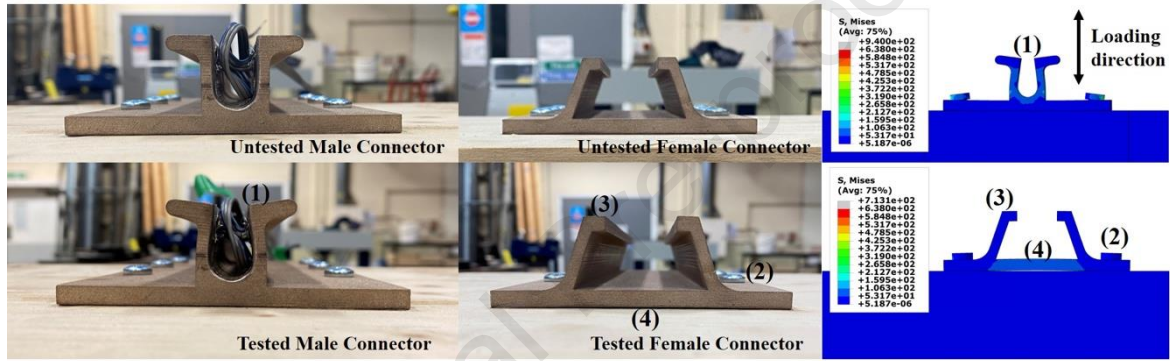 Untested Male Connector
Untested Female Connector
S, Mises
(Avg: 75%)
+9.400e+02
+6.380e+02
+5.848e+02
+5.317e+02
+4.785e+02
+4.253e+02
+3.722e+02
+3.190e+02
+2.658e+02
+2.127e+02
+1.595e+02
+1.063e+02
+5.317e+01
+5.187e-06
(1)
Loading
direction
(1)
Tested Male Connector
(3)
(2)
(4)
Tested Female Connector
S, Mises
(Avg: 75%)
+7.131e+02
+6.380e+02
+5.848e+02
+5.317e+02
+4.785e+02
+4.253e+02
+3.722e+02
+3.190e+02
+2.658e+02
+2.127e+02
+1.595e+02
+1.063e+02
+5.317e+01
+5.187e-06
(3)
(4)
(2)